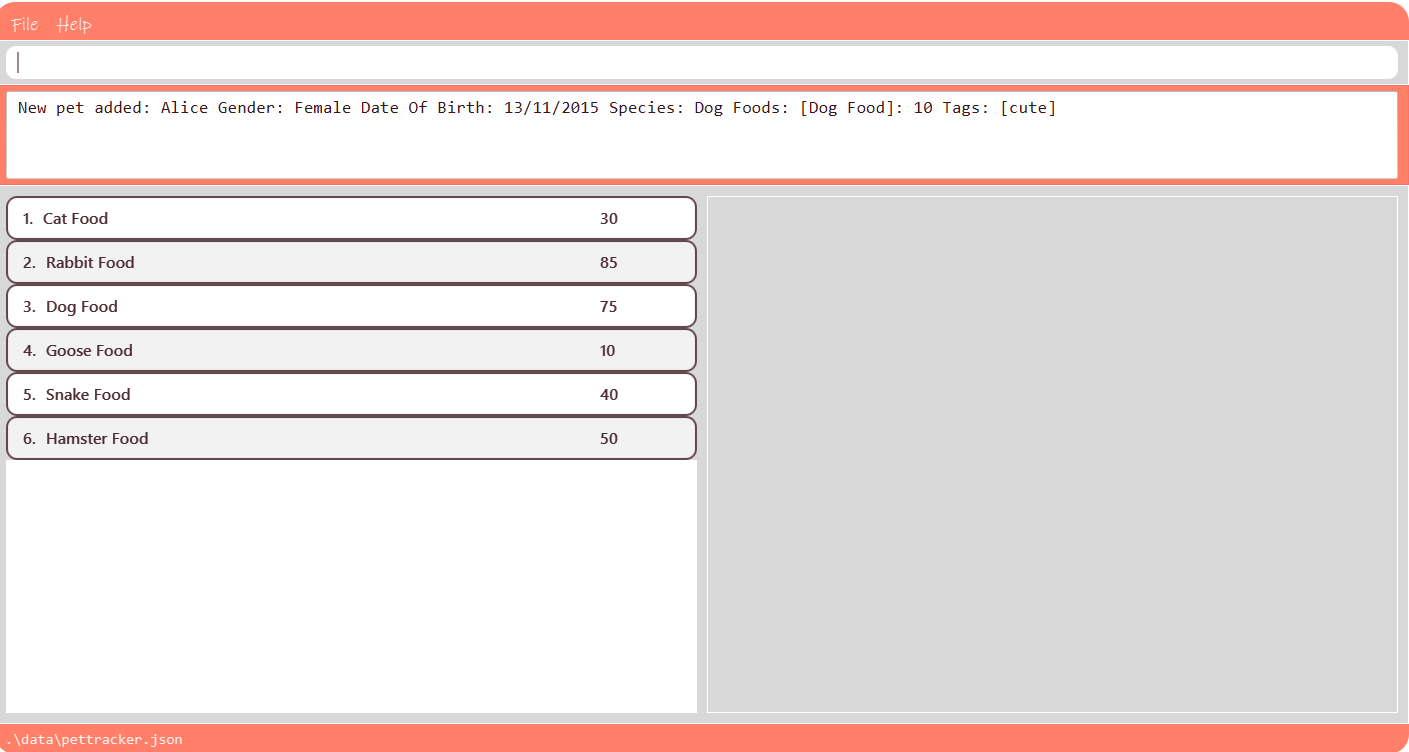 File Help
New pet added: Alice Gender: Female Date Of Birth: 13/11/2015 Species: Dog Foods: [Dog Food]: 10 Tags: [cute]
1. Cat Food 30
2. Rabbit Food 85
3. Dog Food 75
4. Goose Food 10
5. Snake Food 40
6. Hamster Food 50
.\data\pettracker.json